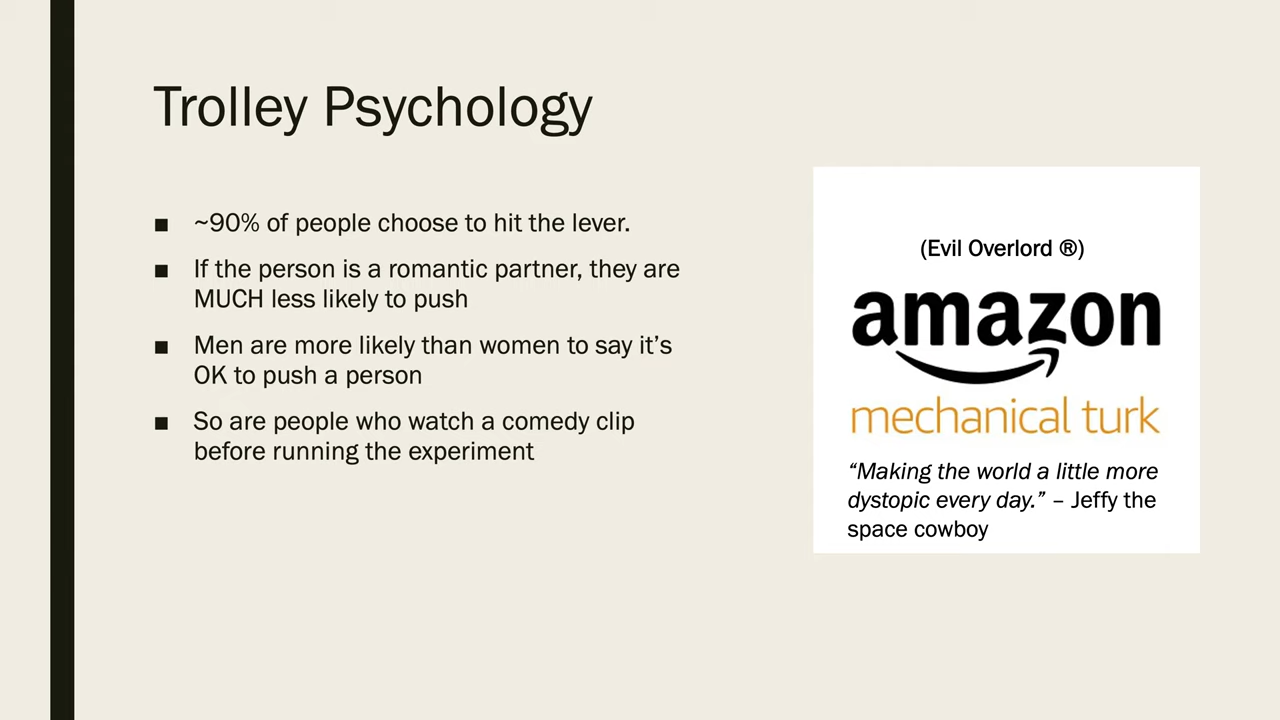 Trolley Psychology
■ ~90% of people choose to hit the lever.
■ If the person is a romantic partner, they are
MUCH less likely to push
■ Men are more likely than women to say it’s
OK to push a person
■ So are people who watch a comedy clip
before running the experiment
(Evil Overlord ®)
amazon
mechanical turk
“Making the world a little more
dystopic every day.” – Jeffy the
space cowboy